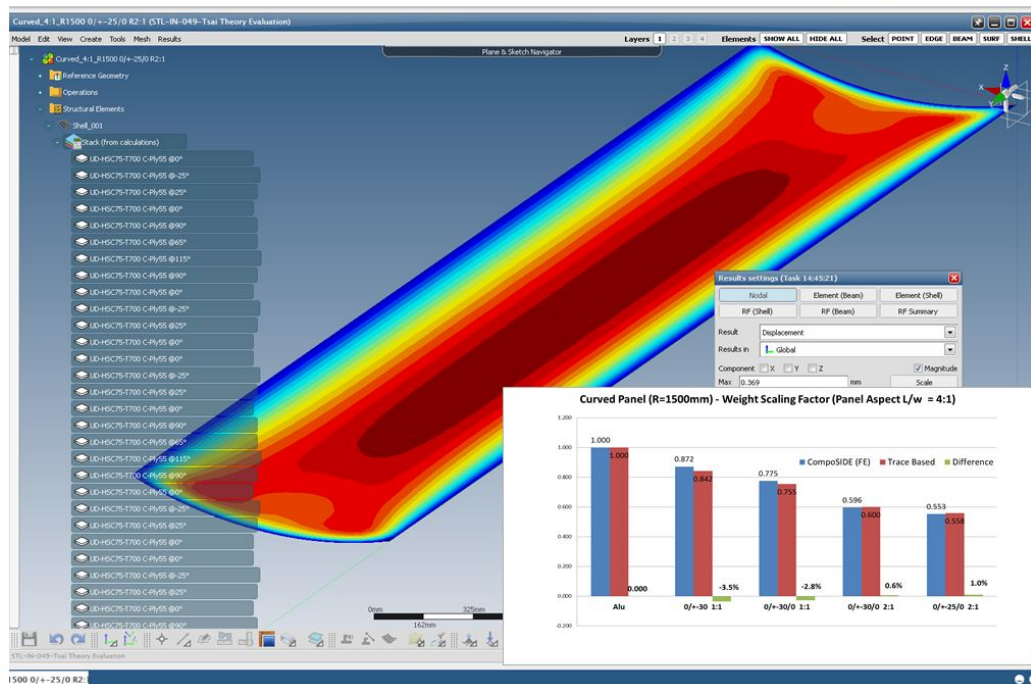 Curved_4:1_R1500 0/+-25/0 R2:1 (STL-IN-049-Tsai Theory Evaluation)
Model Edit View Create Tools Mesh Results
Layers 1 2 3 4 Elements SHOW ALL HIDE ALL Select POINT EDGE BEAM SURF SHELL
Plane & Sketch Navigator
Curved_4:1_R1500 0/+-25/0 R2:1
Reference Geometry
Operations
Structural Elements
Shell_001
Stack (from calculations)
UD-HSC75-T700 C-Ply55 @0°
UD-HSC75-T700 C-Ply55 @-25°
UD-HSC75-T700 C-Ply55 @25°
UD-HSC75-T700 C-Ply55 @0°
UD-HSC75-T700 C-Ply55 @90°
UD-HSC75-T700 C-Ply55 @65°
UD-HSC75-T700 C-Ply55 @115°
UD-HSC75-T700 C-Ply55 @90°
UD-HSC75-T700 C-Ply55 @0°
UD-HSC75-T700 C-Ply55 @-25°
UD-HSC75-T700 C-Ply55 @25°
UD-HSC75-T700 C-Ply55 @0°
UD-HSC75-T700 C-Ply55 @0°
UD-HSC75-T700 C-Ply55 @-25°
UD-HSC75-T700 C-Ply55 @25°
UD-HSC75-T700 C-Ply55 @0°
UD-HSC75-T700 C-Ply55 @90°
UD-HSC75-T700 C-Ply55 @65°
UD-HSC75-T700 C-Ply55 @115°
UD-HSC75-T700 C-Ply55 @90°
UD-HSC75-T700 C-Ply55 @0°
UD-HSC75-T700 C-Ply55 @-25°
UD-HSC75-T700 C-Ply55 @25°
UD-HSC75-T700 C-Ply55 @0°
UD-HSC75-T700 C-Ply55 @0°
UD-HSC75-T700 C-Ply55 @-25°
UD-HSC75-T700 C-Ply55 @25°
UD-HSC75-T700 C-Ply55 @0°
UD-HSC75-T700 C-Ply55 @90°
Z
X
Y
Results settings (Task 14:45:21)
Nodal Element (Beam) Element (Shell)
RF (Shell) RF (Beam) RF Summary
Result Displacement
Results in Global
Component X Y Z Magnitude
Max 0.369 mm Scale
0mm 325mm
162mm
Curved Panel (R=1500mm) - Weight Scaling Factor (Panel Aspect L/w = 4:1)
CompoSIDE (FE) Trace Based Difference
1.200
1.000
0.800
0.600
0.400
0.200
0.000
-0.200
1.000 1.000 0.000
0.872 0.842 -3.5%
0.775 0.755 -2.8%
0.596 0.600 0.6%
0.553 0.558 1.0%
Alu 0/+-30 1:1 0/+-30/0 1:1 0/+-30/0 2:1 0/+-25/0 2:1
STL-IN-049-Tsai Theory Evaluation
1500 0/+-25/0 R2:1